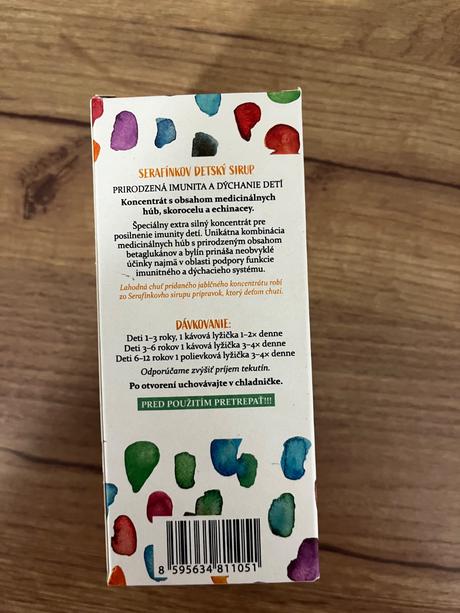 SERAFÍNKOV DETSKÝ SIRUP
PRIRODZENÁ IMUNITA A DÝCHANIE DETÍ
Koncentrát s obsahom medicinálnych
húb, skorocelu a echinacey.
Špeciálny extra silný koncentrát pre
posilnenie imunity detí. Unikátna kombinácia
medicinálnych húb s prirodzeným obsahom
betaglukánov a bylín prináša neobvyklé
účinky najmä v oblasti podpory funkcie
imunitného a dýchacieho systému.
Lahodná chuť pridaného jablčného koncentrátu robí
zo Serafinkovho sirupu prípravok, ktorý deťom chutí.
DÁVKOVANIE:
Deti 1–3 roky, 1 kávová lyžička 1–2× denne
Deti 3–6 rokov 1 kávová lyžička 3–4× denne
Deti 6–12 rokov 1 polievková lyžička 3–4× denne
Odporúčame zvýšiť príjem tekutín.
Po otvorení uchovávajte v chladničke.
PRED POUŽITÍM PRETREPAŤ!!!
8 595634 811051